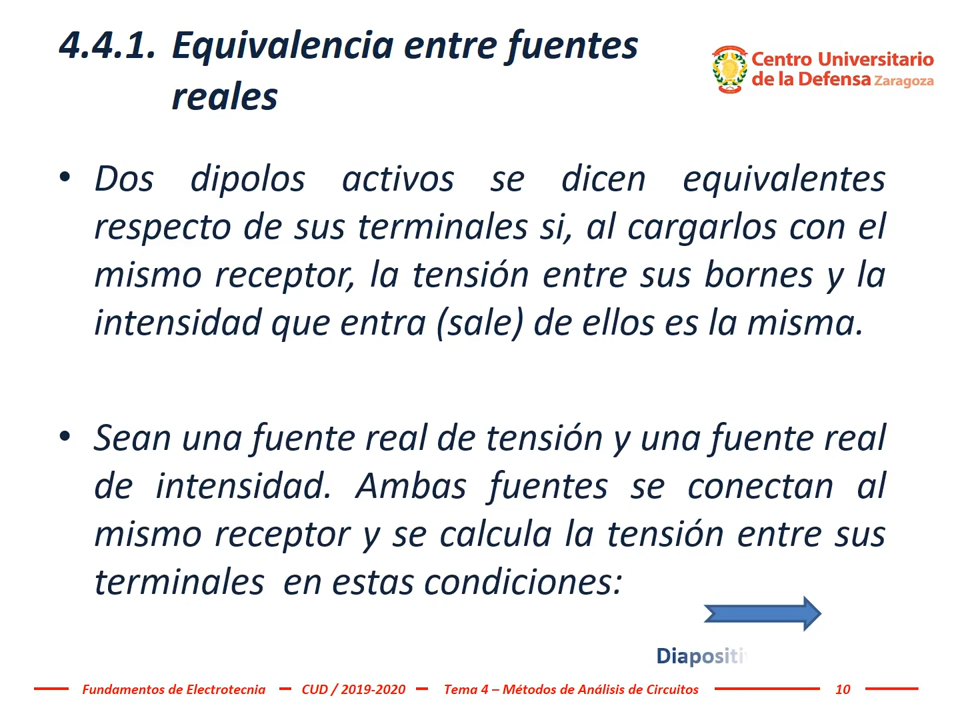 4.4.1. Equivalencia entre fuentes
reales
Centro Universitario
de la Defensa Zaragoza
• Dos dipolos activos se dicen equivalentes
respecto de sus terminales si, al cargarlos con el
mismo receptor, la tensión entre sus bornes y la
intensidad que entra (sale) de ellos es la misma.
• Sean una fuente real de tensión y una fuente real
de intensidad. Ambas fuentes se conectan al
mismo receptor y se calcula la tensión entre sus
terminales en estas condiciones:
Fundamentos de Electrotecnia CUD / 2019-2020 Tema 4 – Métodos de Análisis de Circuitos 10